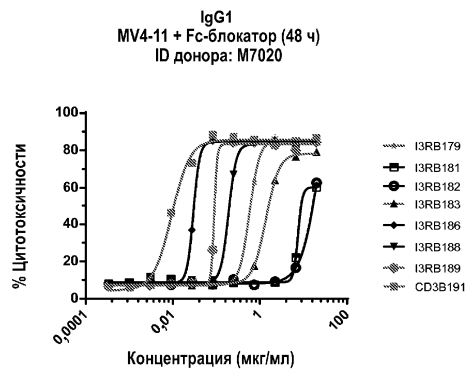 IgG1
MV4-11 + Fc-блокатор (48 ч)
ID донора: M7020
% Цитотоксичности
100
80
60
40
20
0
0,0001
0,01
1
100
Концентрация (мкг/мл)
I3RB179
I3RB181
I3RB182
I3RB183
I3RB186
I3RB188
I3RB189
CD3B191